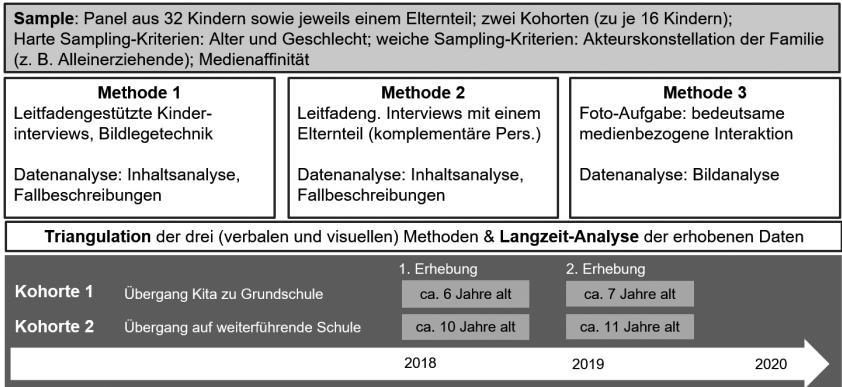 Sample: Panel aus 32 Kindern sowie jeweils einem Elternteil; zwei Kohorten (zu je 16 Kindern);
Harte Sampling-Kriterien: Alter und Geschlecht; weiche Sampling-Kriterien: Akteurskonstellation der Familie
(z. B. Alleinerziehende); Medienaffinität
Methode 1
Leitfadengestützte Kinder-
interviews, Bildlegetechnik
Datenanalyse: Inhaltsanalyse,
Fallbeschreibungen
Methode 2
Leitfadeng. Interviews mit einem
Elternteil (komplementäre Pers.)
Datenanalyse: Inhaltsanalyse,
Fallbeschreibungen
Methode 3
Foto-Aufgabe: bedeutsame
medienbezogene Interaktion
Datenanalyse: Bildanalyse
Triangulation der drei (verbalen und visuellen) Methoden & Langzeit-Analyse der erhobenen Daten
1. Erhebung 2. Erhebung
Kohorte 1 Übergang Kita zu Grundschule ca. 6 Jahre alt ca. 7 Jahre alt
Kohorte 2 Übergang auf weiterführende Schule ca. 10 Jahre alt ca. 11 Jahre alt
2018 2019 2020